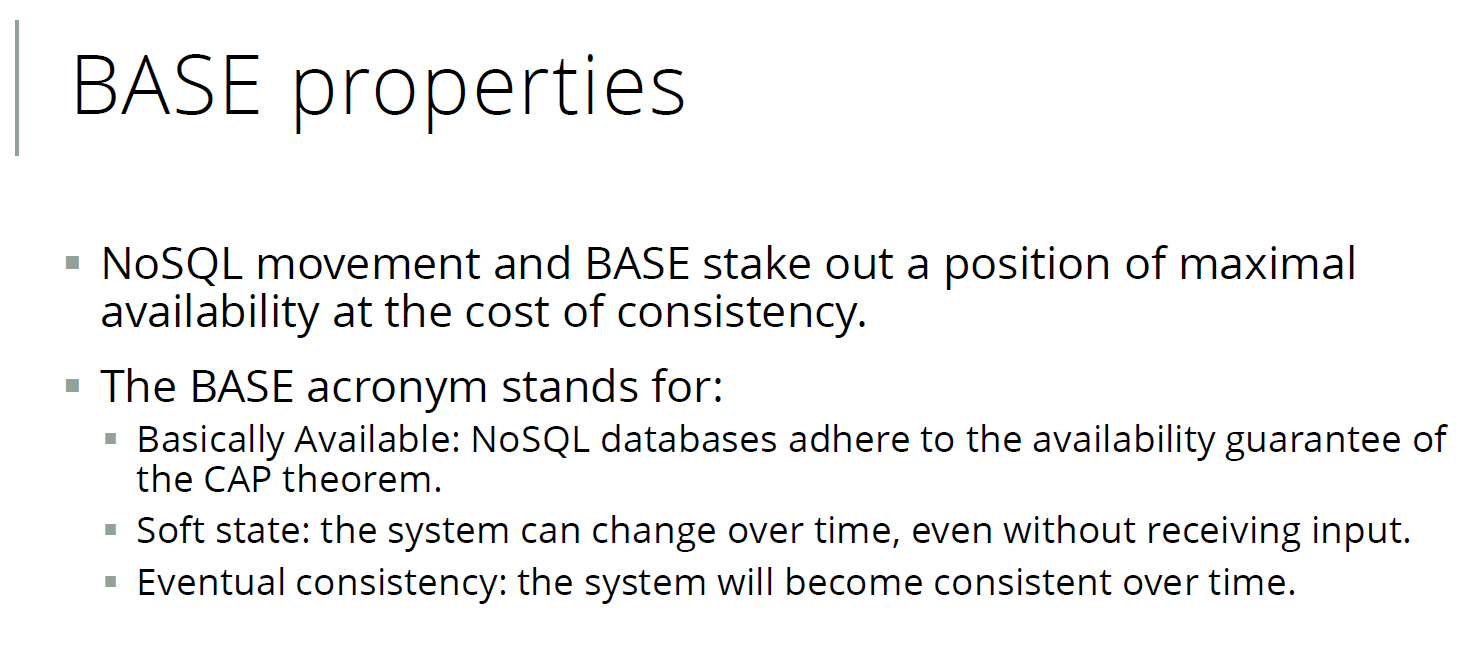 BASE properties
▪ NoSQL movement and BASE stake out a position of maximal
availability at the cost of consistency.
▪ The BASE acronym stands for:
▪ Basically Available: NoSQL databases adhere to the availability guarantee of
the CAP theorem.
▪ Soft state: the system can change over time, even without receiving input.
▪ Eventual consistency: the system will become consistent over time.